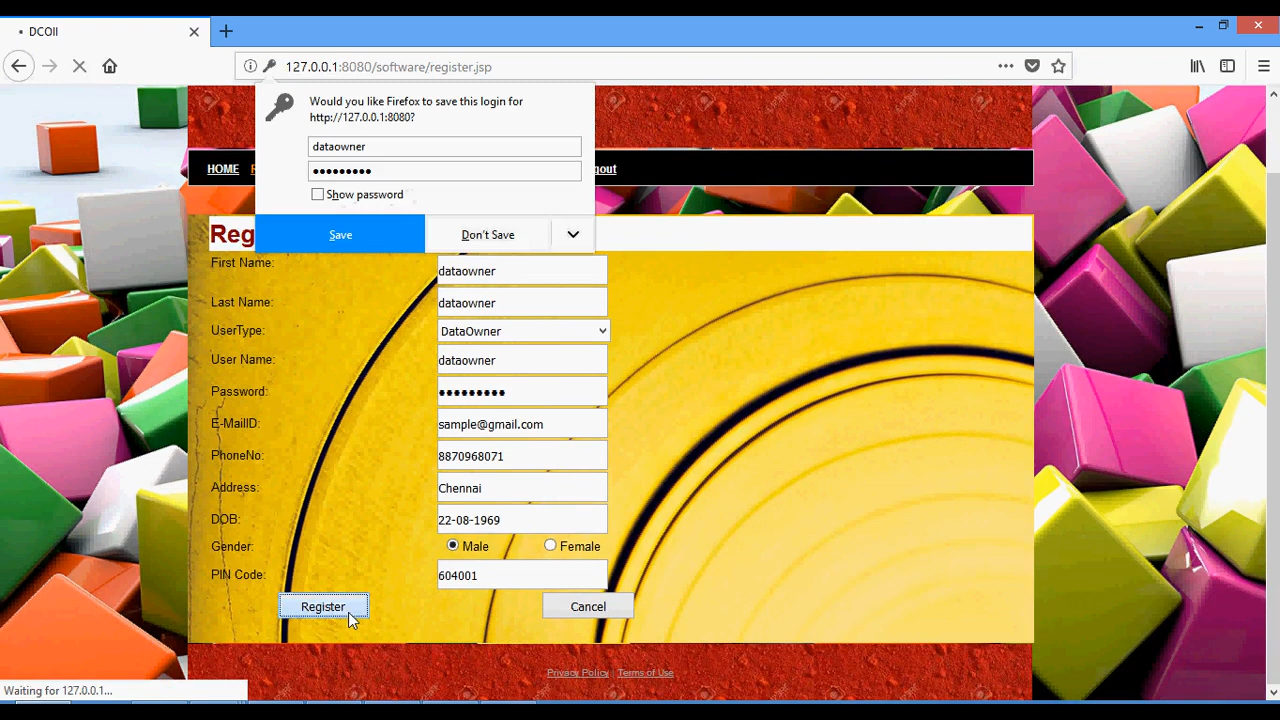 DCOII
127.0.0.1:8080/software/register.jsp
Would you like Firefox to save this login for
http://127.0.0.1:8080?
dataowner
●●●●●●●●●
Show password
Save Don't Save
HOME gout
Reg
First Name: dataowner
Last Name: dataowner
UserType: DataOwner
User Name: dataowner
Password: ●●●●●●●●●
E-MailID: sample@gmail.com
PhoneNo: 8870968071
Address: Chennai
DOB: 22-08-1969
Gender: Male Female
PIN Code: 604001
Register Cancel
Privacy Policy | Terms of Use
Waiting for 127.0.0.1...